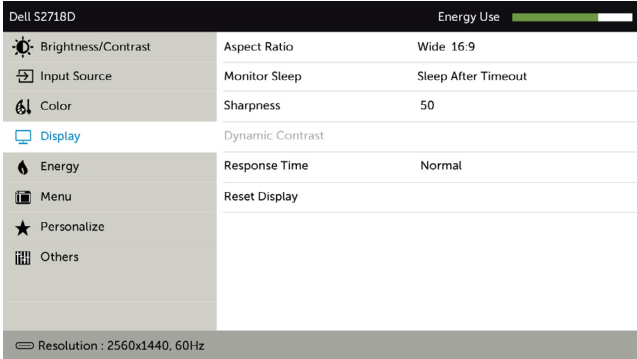 Dell S2718D Energy Use
Brightness/Contrast Aspect Ratio Wide 16:9
Input Source Monitor Sleep Sleep After Timeout
Color Sharpness 50
Display Dynamic Contrast
Energy Response Time Normal
Menu Reset Display
Personalize
Others
Resolution : 2560x1440, 60Hz